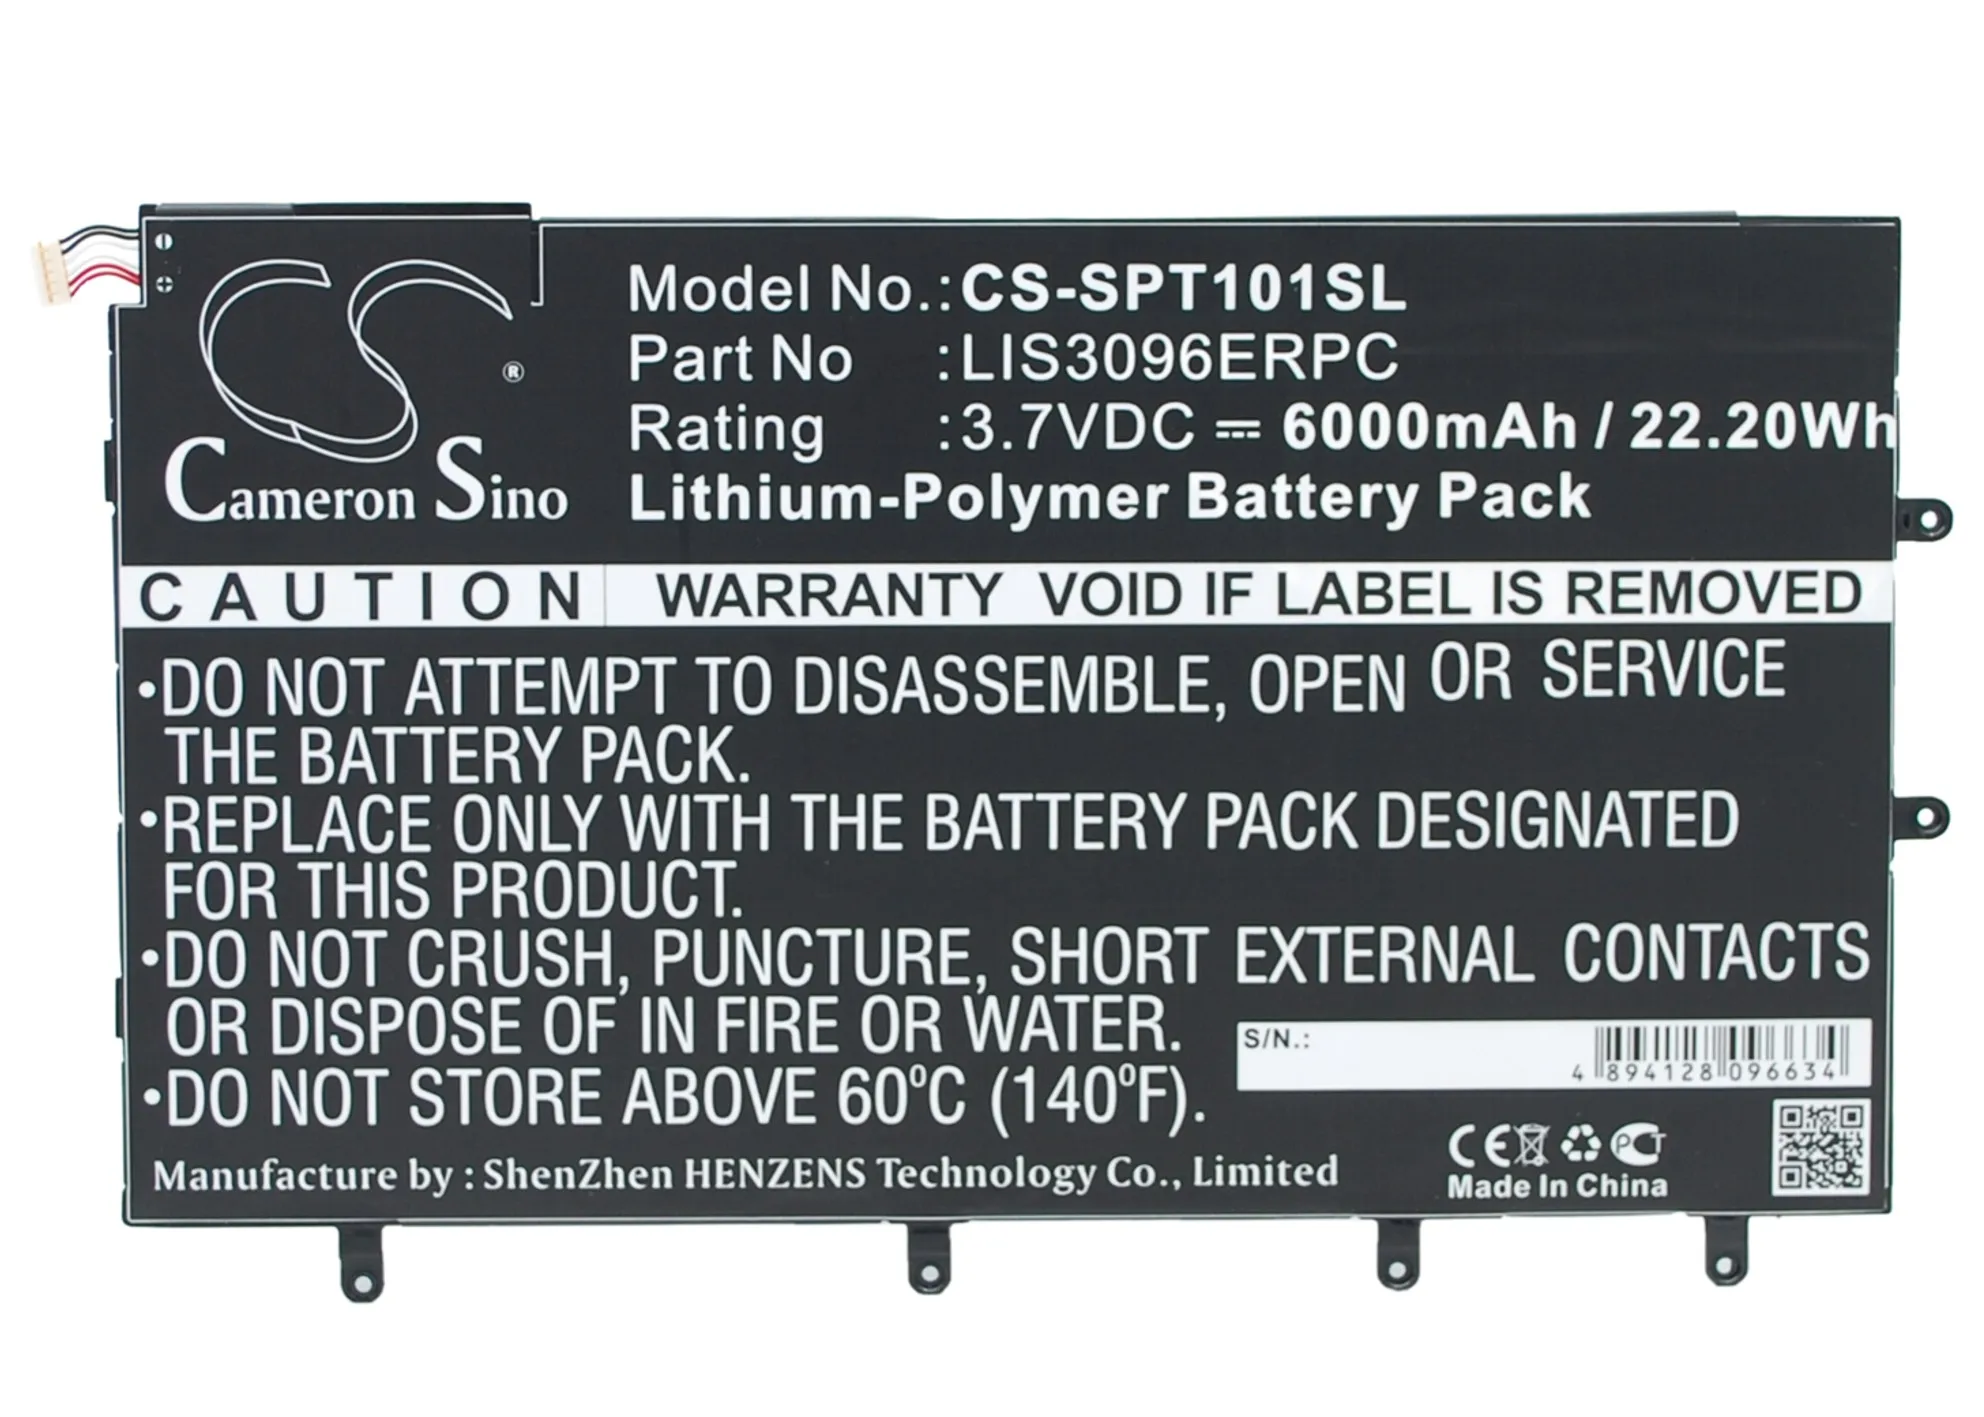 CS ®
Cameron Sino
Model No.: CS-SPT101SL
Part No : LIS3096ERPC
Rating : 3.7VDC ⎓ 6000mAh / 22.20Wh
Lithium-Polymer Battery Pack
CAUTION WARRANTY VOID IF LABEL IS REMOVED
•DO NOT ATTEMPT TO DISASSEMBLE, OPEN OR SERVICE
THE BATTERY PACK.
•REPLACE ONLY WITH THE BATTERY PACK DESIGNATED
FOR THIS PRODUCT.
•DO NOT CRUSH, PUNCTURE, SHORT EXTERNAL CONTACTS
OR DISPOSE OF IN FIRE OR WATER.
•DO NOT STORE ABOVE 60°C (140°F).
S/N.:
4 894128 096634
Manufacture by : ShenZhen HENZENS Technology Co., Limited
CE PCT
Made In China